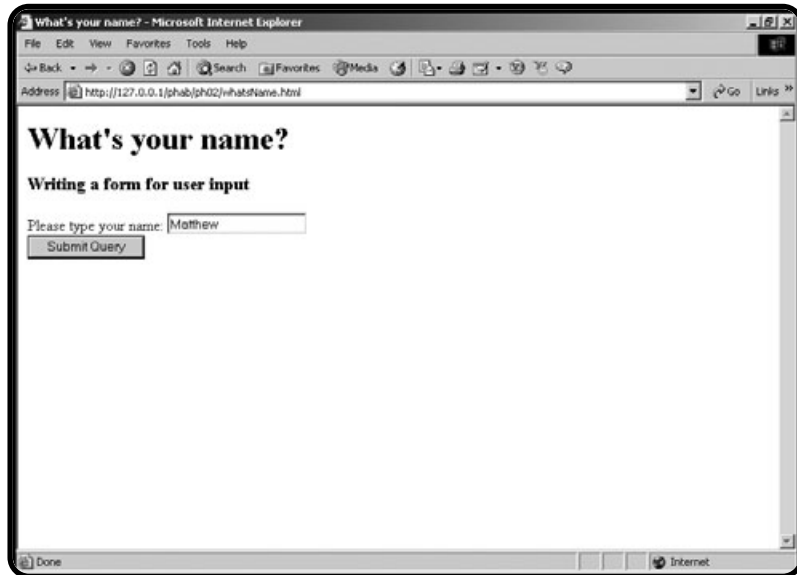 What's your name? - Microsoft Internet Explorer
File Edit View Favorites Tools Help
Back Search Favorites Media
Address http://127.0.0.1/phab/ph02/whatsName.html Go Links »
What's your name?
Writing a form for user input
Please type your name: Matthew
Submit Query
Done Internet